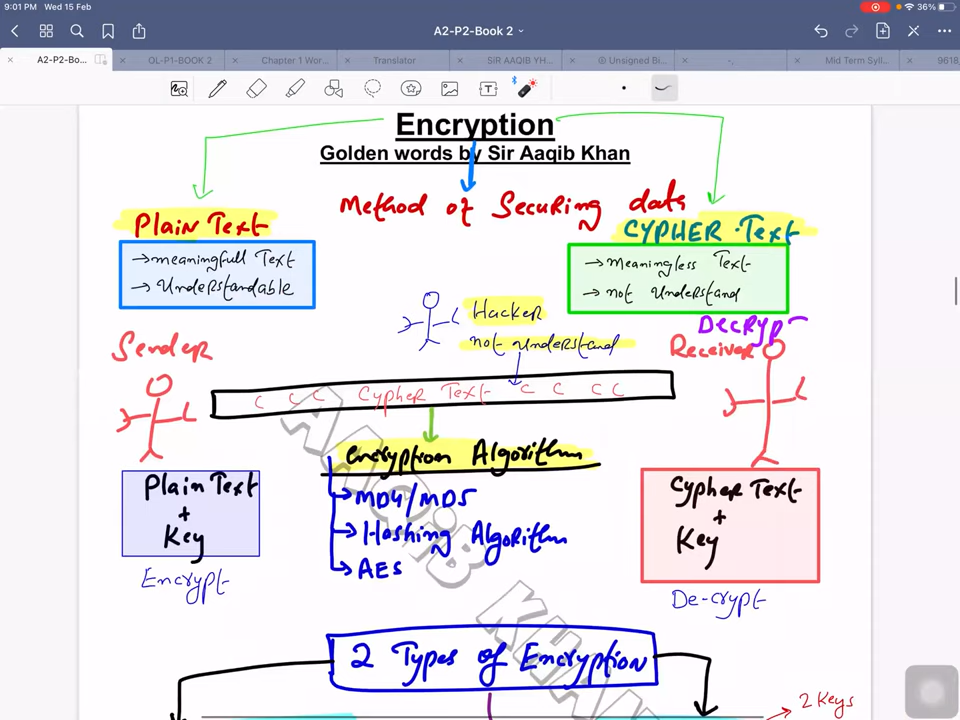 9:01 PM Wed 15 Feb
36%
A2-P2-Book 2
A2-P2-Bo...
OL-P1-BOOK 2
Chapter 1 Wor...
Translator
SIR AAQIB YH...
Unsigned Bi...
-,
Mid Term Syll...
9618
Encryption
Golden words by Sir Aaqib Khan
Method of Securing data
Plain Text
CYPHER Text
→meaningfull Text
→ Understandable
→Meaningless Text
→ not Understand
Hacker
not Understand
Decryp
Sender
Receiver
C C C Cypher Text C C C C
Encryption Algorithm
→MD4/MD5
→Hashing Algorithm
→AES
Plain Text
+
Key
Encrypt
Cypher Text
+
Key
De-crypt
AAQIB KHAN
2 Types of Encryption
→ 2 Keys